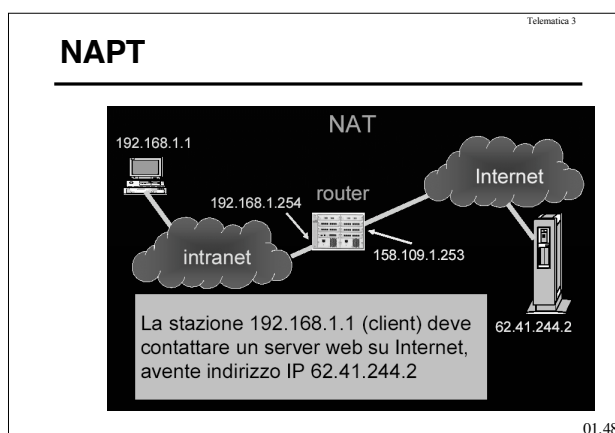 Telematica 3
NAPT
NAT
192.168.1.1
Internet
router
192.168.1.254
intranet
158.109.1.253
62.41.244.2
La stazione 192.168.1.1 (client) deve
contattare un server web su Internet,
avente indirizzo IP 62.41.244.2
01.48